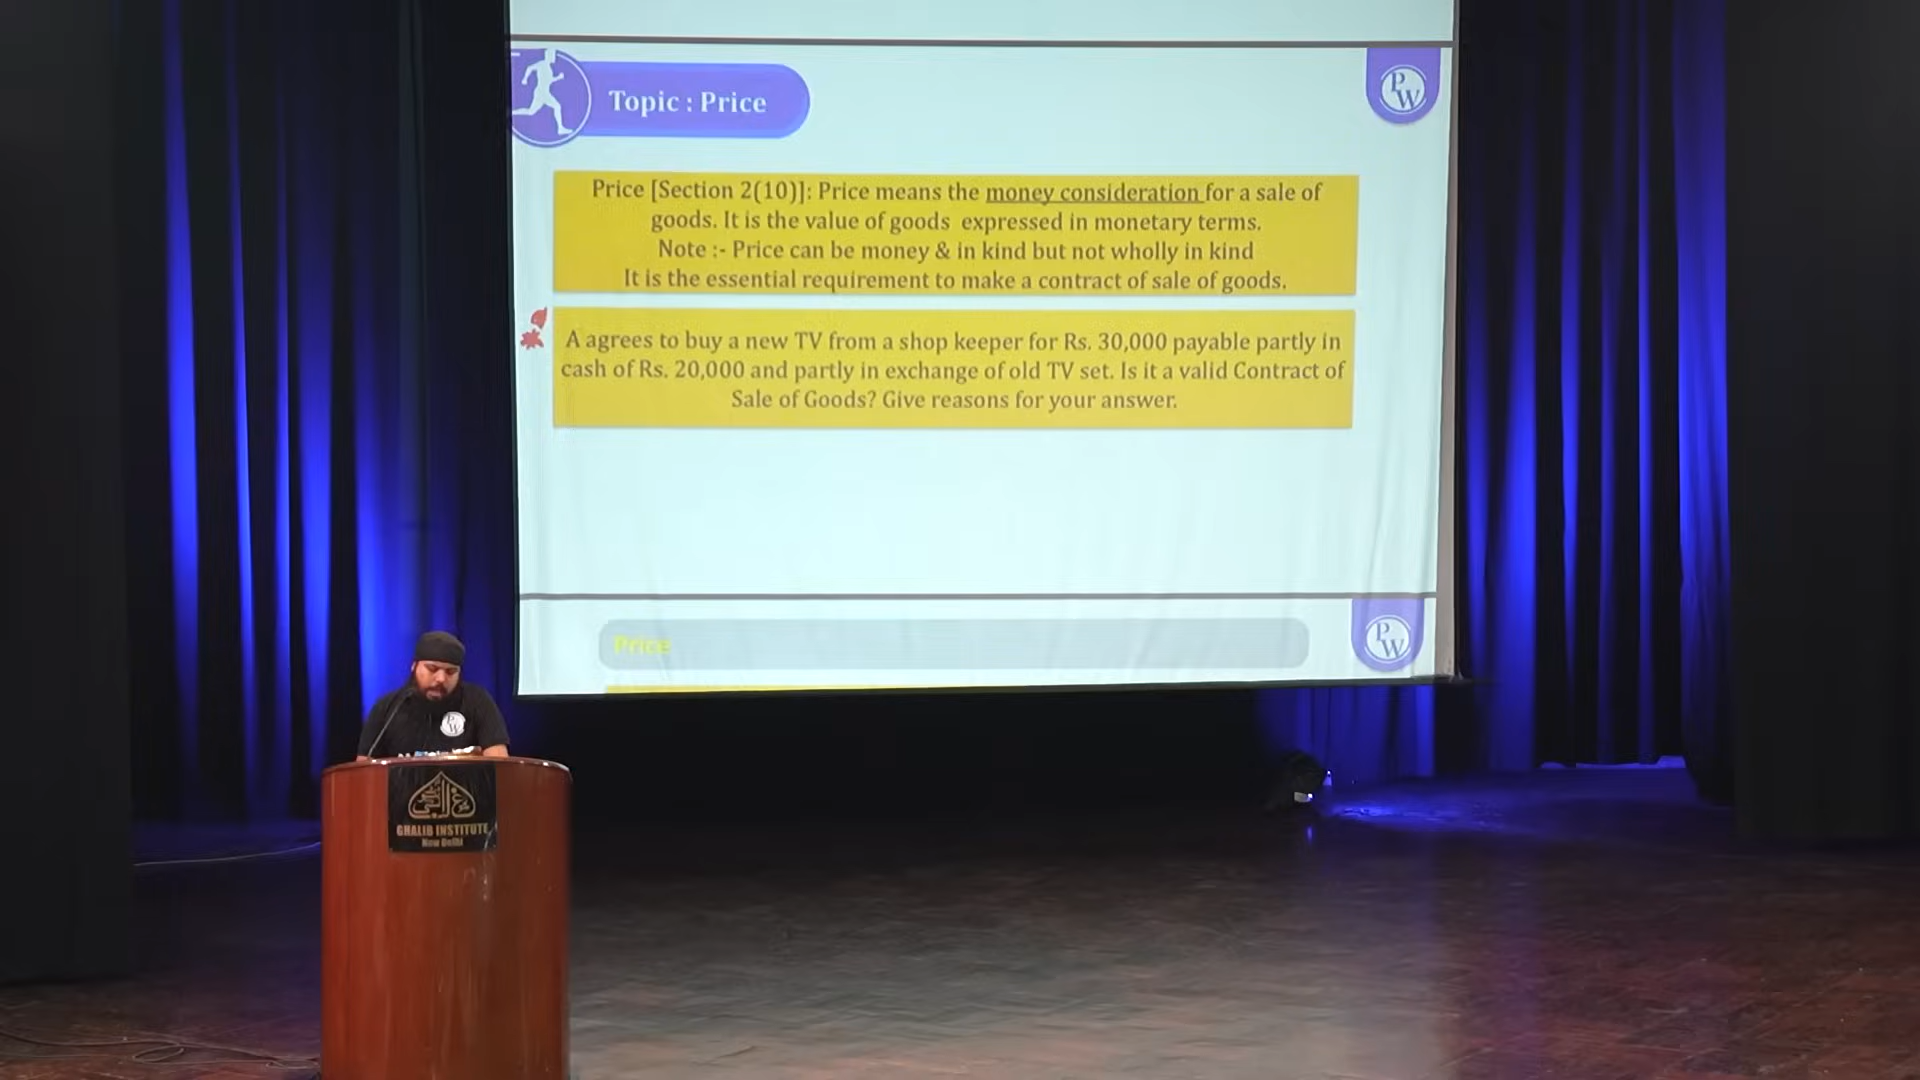 Topic : Price
PW
Price [Section 2(10)]: Price means the money consideration for a sale of
goods. It is the value of goods expressed in monetary terms.
Note :- Price can be money & in kind but not wholly in kind
It is the essential requirement to make a contract of sale of goods.
A agrees to buy a new TV from a shop keeper for Rs. 30,000 payable partly in
cash of Rs. 20,000 and partly in exchange of old TV set. Is it a valid Contract of
Sale of Goods? Give reasons for your answer.
Price
PW
PW
GHALIB INSTITUTE
New Delhi